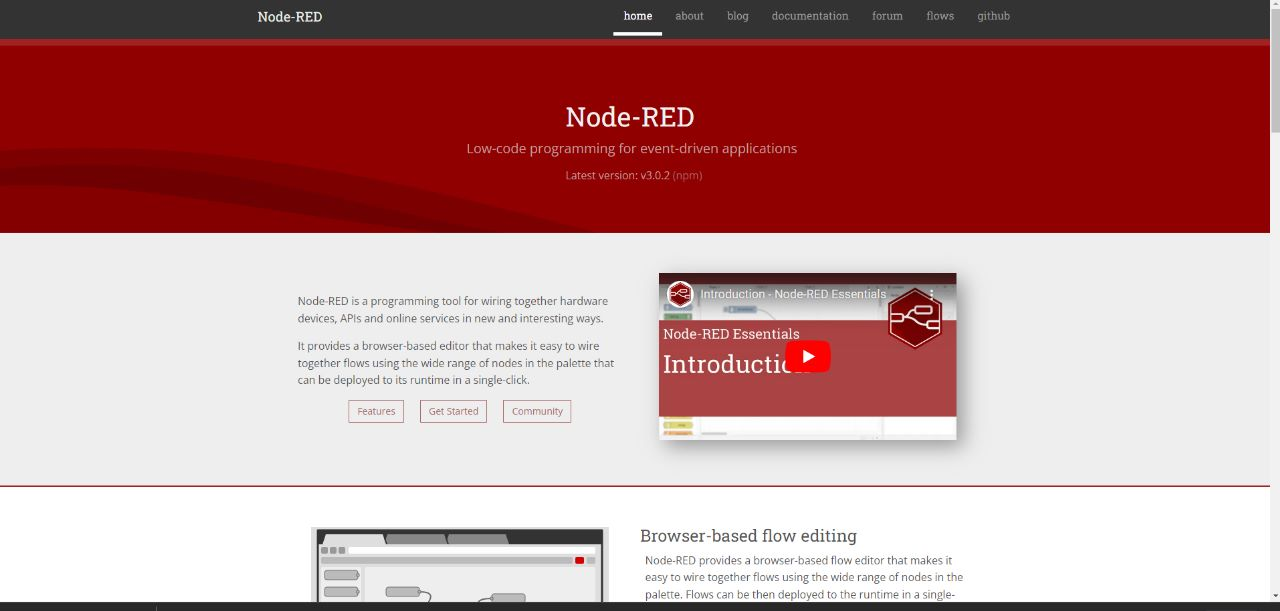 Node-RED
home about blog documentation forum flows github
Node-RED
Low-code programming for event-driven applications
Latest version: v3.0.2 (npm)
Node-RED is a programming tool for wiring together hardware
devices, APIs and online services in new and interesting ways.
It provides a browser-based editor that makes it easy to wire
together flows using the wide range of nodes in the palette that
can be deployed to its runtime in a single-click.
Features Get Started Community
Introduction - Node-RED Essentials
Node-RED Essentials
Introduction
Browser-based flow editing
Node-RED provides a browser-based flow editor that makes it
easy to wire together flows using the wide range of nodes in the
palette. Flows can be then deployed to the runtime in a single-